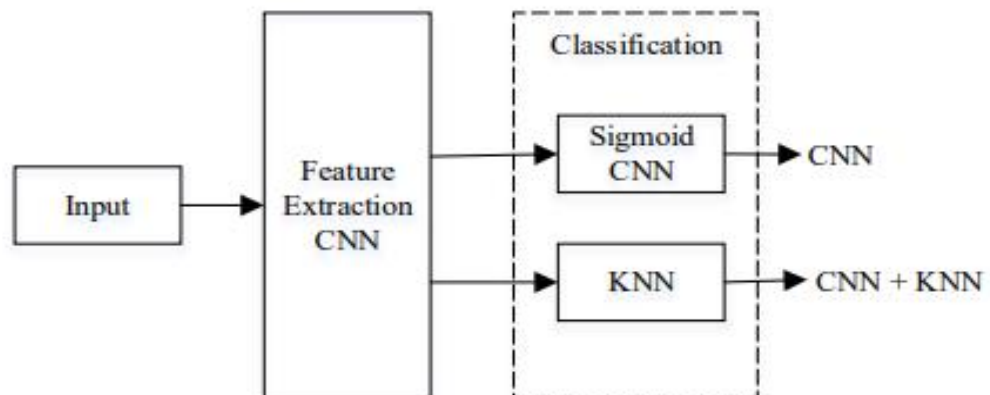 Input
Feature
Extraction
CNN
Classification
Sigmoid
CNN
CNN
KNN
CNN + KNN